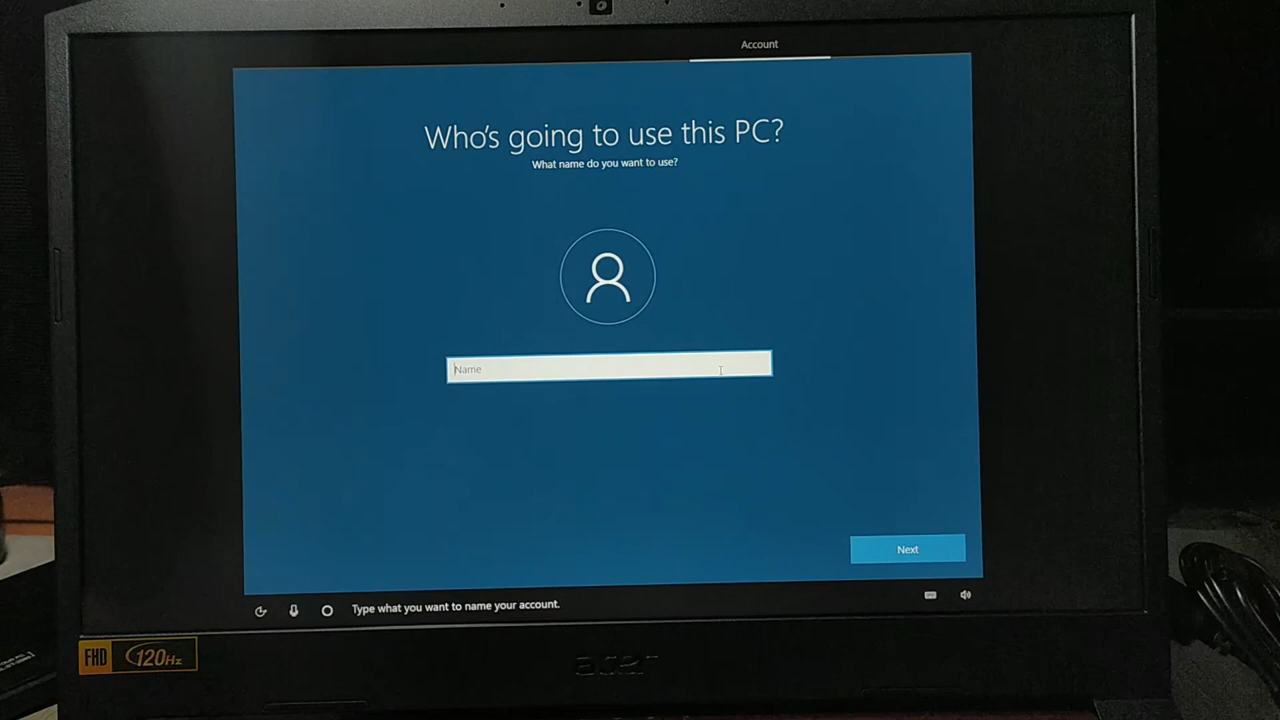 Account
Who's going to use this PC?
What name do you want to use?
Name
Next
Type what you want to name your account.
FHD 120Hz
acer